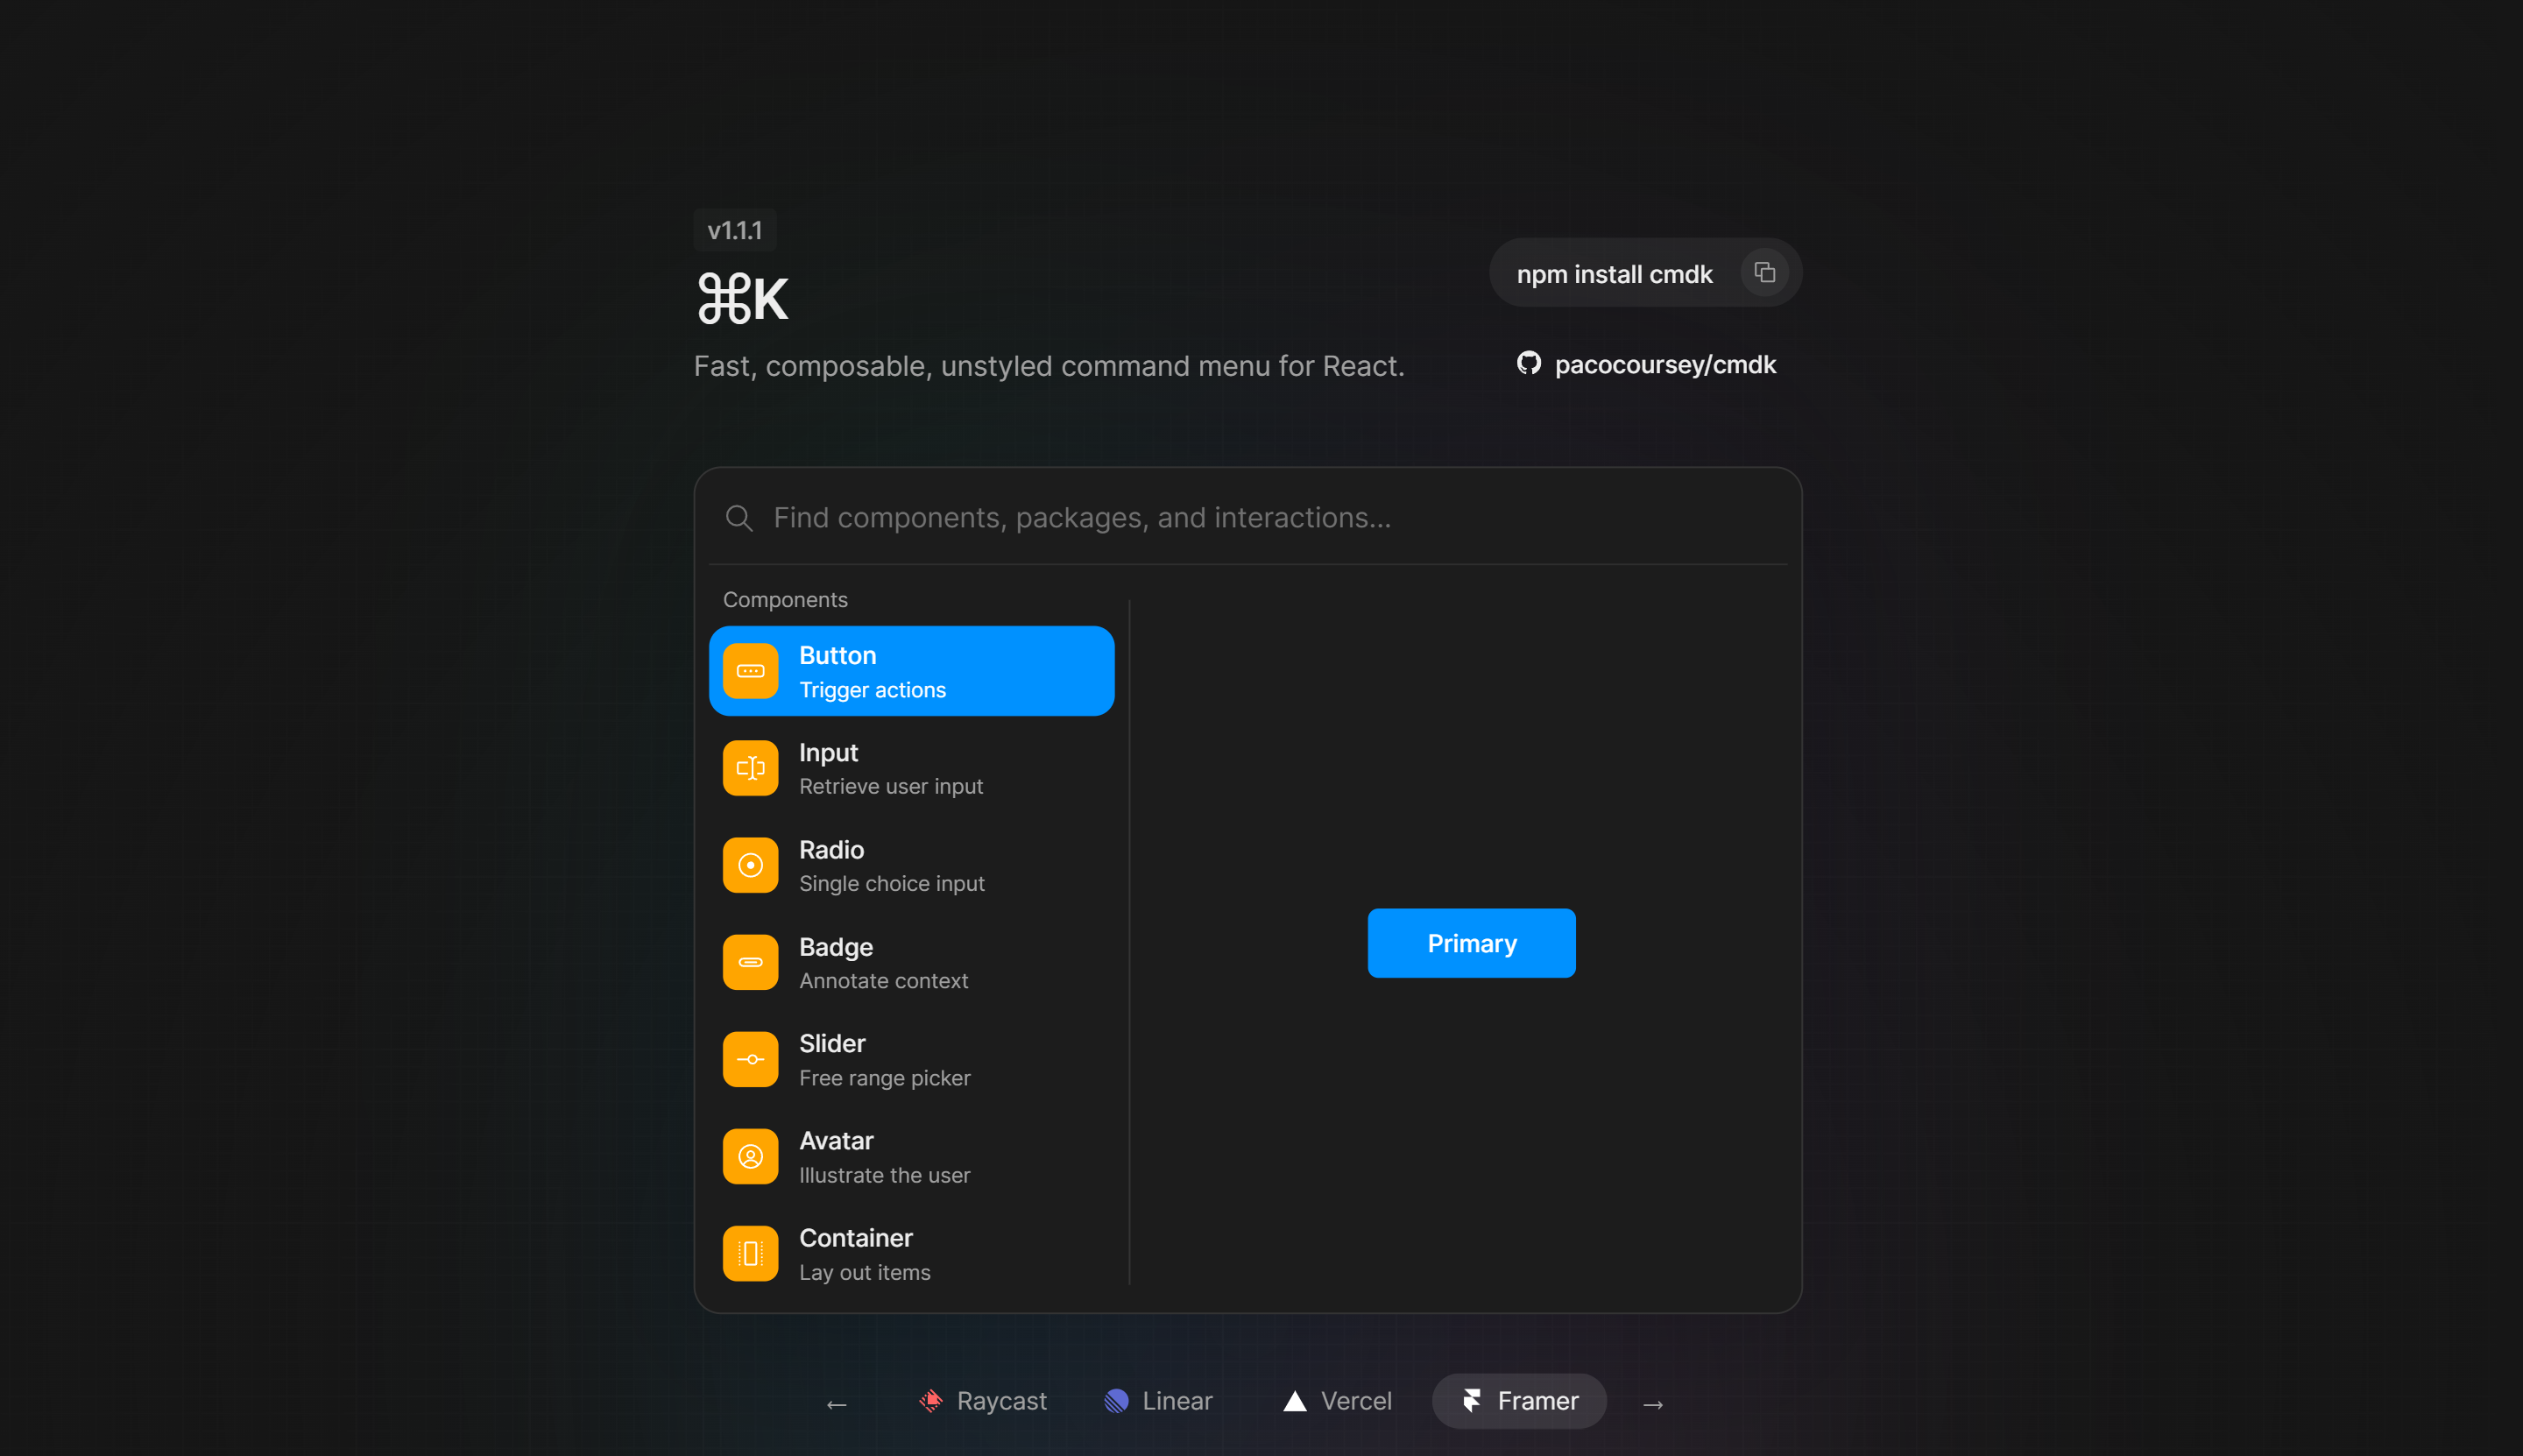 v1.1.1
⌘K
Fast, composable, unstyled command menu for React.
npm install cmdk
pacocoursey/cmdk
Find components, packages, and interactions...
Components
Button
Trigger actions
Input
Retrieve user input
Radio
Single choice input
Badge
Annotate context
Slider
Free range picker
Avatar
Illustrate the user
Container
Lay out items
Primary
← Raycast Linear Vercel Framer →